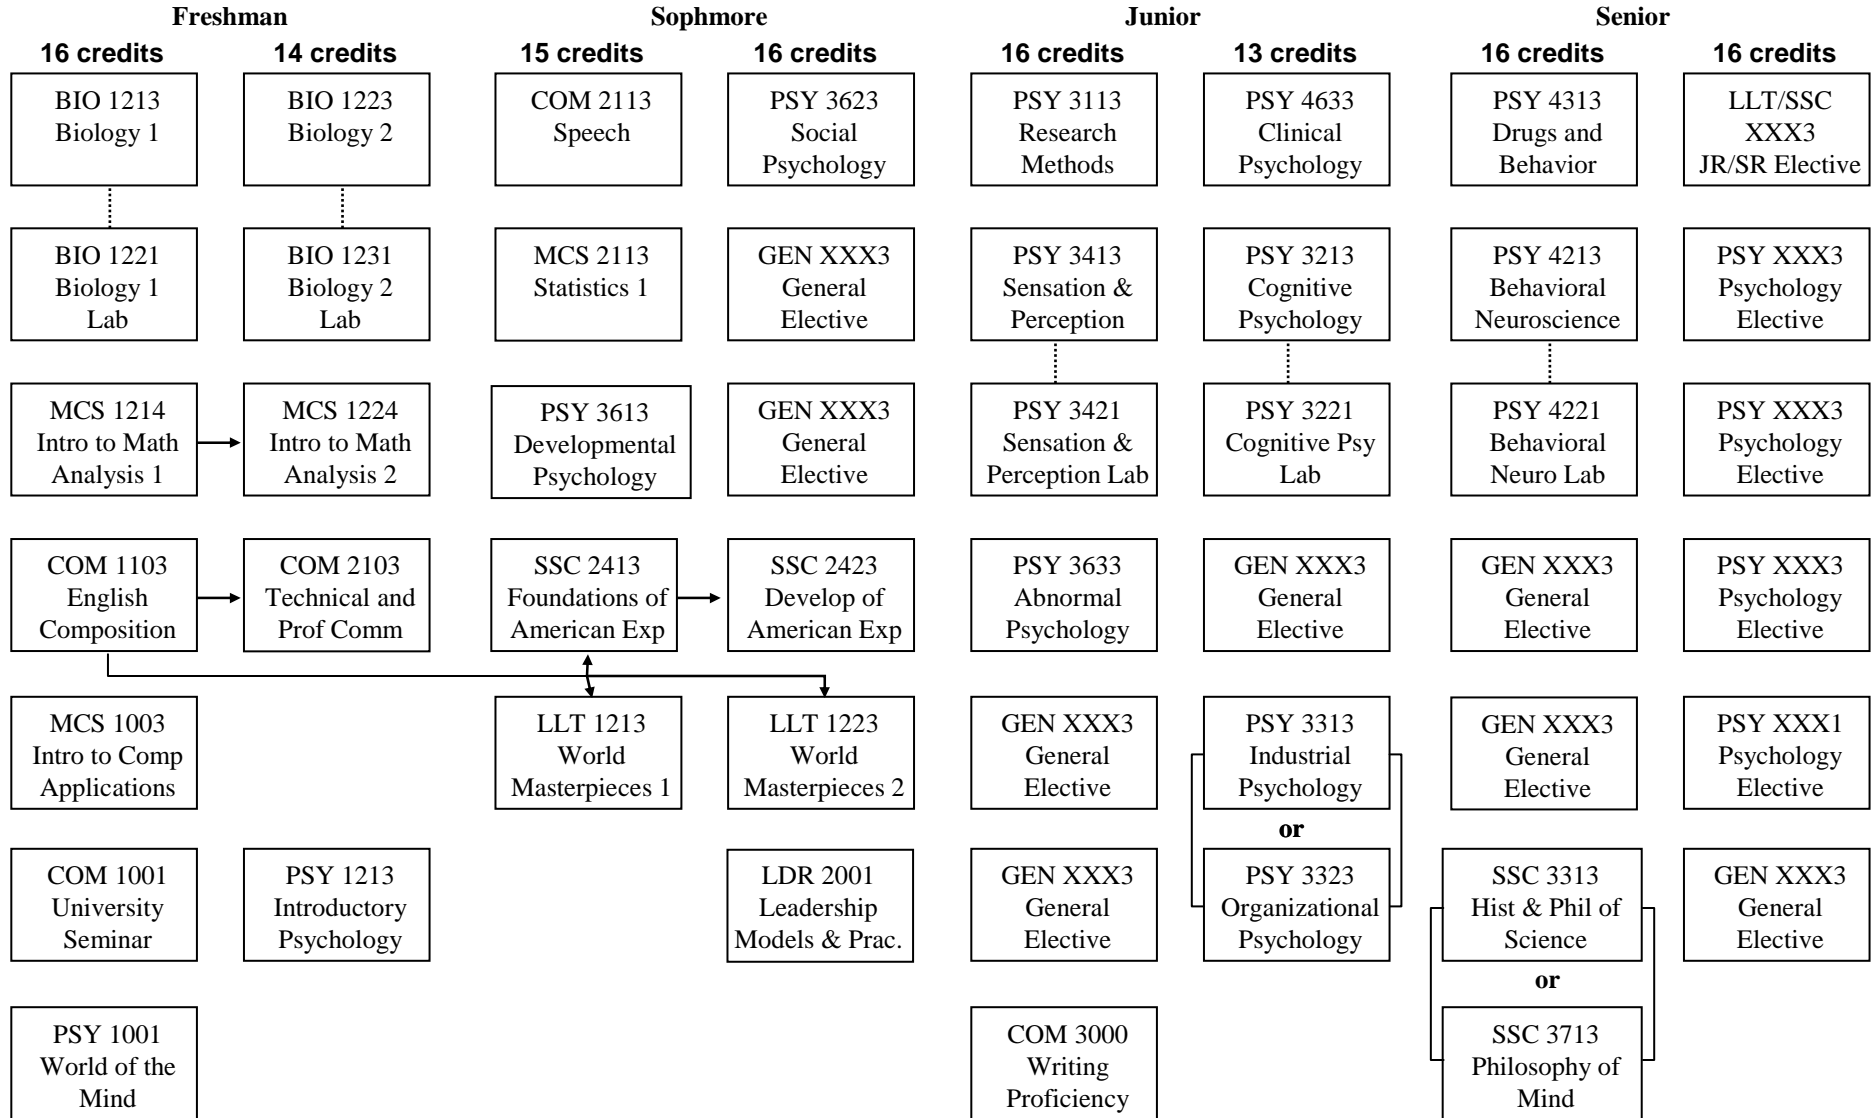 Freshman
Sophmore
Junior
Senior
16 credits
14 credits
15 credits
16 credits
16 credits
13 credits
16 credits
16 credits
BIO 1213
Biology 1
BIO 1223
Biology 2
COM 2113
Speech
PSY 3623
Social
Psychology
PSY 3113
Research
Methods
PSY 4633
Clinical
Psychology
PSY 4313
Drugs and
Behavior
LLT/SSC
XXX3
JR/SR Elective
BIO 1221
Biology 1
Lab
BIO 1231
Biology 2
Lab
MCS 2113
Statistics 1
GEN XXX3
General
Elective
PSY 3413
Sensation &
Perception
PSY 3213
Cognitive
Psychology
PSY 4213
Behavioral
Neuroscience
PSY XXX3
Psychology
Elective
MCS 1214
Intro to Math
Analysis 1
MCS 1224
Intro to Math
Analysis 2
PSY 3613
Developmental
Psychology
GEN XXX3
General
Elective
PSY 3421
Sensation &
Perception Lab
PSY 3221
Cognitive Psy
Lab
PSY 4221
Behavioral
Neuro Lab
PSY XXX3
Psychology
Elective
COM 1103
English
Composition
COM 2103
Technical and
Prof Comm
SSC 2413
Foundations of
American Exp
SSC 2423
Develop of
American Exp
PSY 3633
Abnormal
Psychology
GEN XXX3
General
Elective
GEN XXX3
General
Elective
PSY XXX3
Psychology
Elective
MCS 1003
Intro to Comp
Applications
LLT 1213
World
Masterpieces 1
LLT 1223
World
Masterpieces 2
GEN XXX3
General
Elective
PSY 3313
Industrial
Psychology
GEN XXX3
General
Elective
PSY XXX1
Psychology
Elective
or
COM 1001
University
Seminar
PSY 1213
Introductory
Psychology
LDR 2001
Leadership
Models & Prac.
GEN XXX3
General
Elective
PSY 3323
Organizational
Psychology
SSC 3313
Hist & Phil of
Science
GEN XXX3
General
Elective
or
PSY 1001
World of the
Mind
COM 3000
Writing
Proficiency
SSC 3713
Philosophy of
Mind